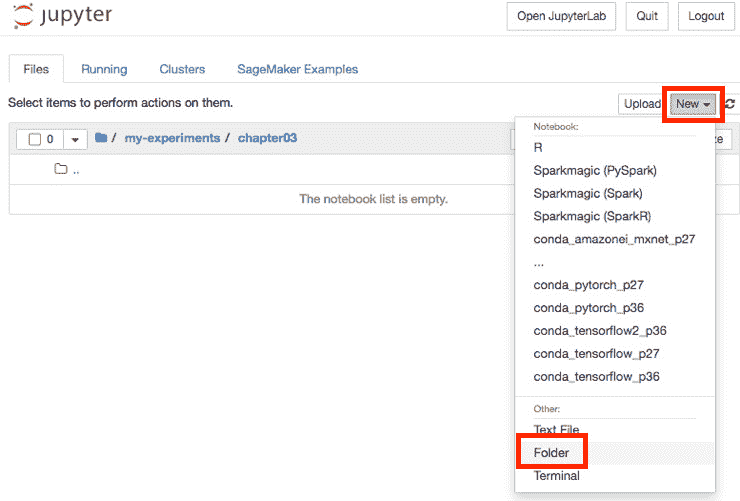 jupyter
Open JupyterLab Quit Logout
Files Running Clusters SageMaker Examples
Select items to perform actions on them.
Upload New
0 / my-experiments / chapter03
..
The notebook list is empty.
Notebook:
R
Sparkmagic (PySpark)
Sparkmagic (Spark)
Sparkmagic (SparkR)
conda_amazonei_mxnet_p27
...
conda_pytorch_p27
conda_pytorch_p36
conda_tensorflow2_p36
conda_tensorflow_p27
conda_tensorflow_p36
Other:
Text File
Folder
Terminal